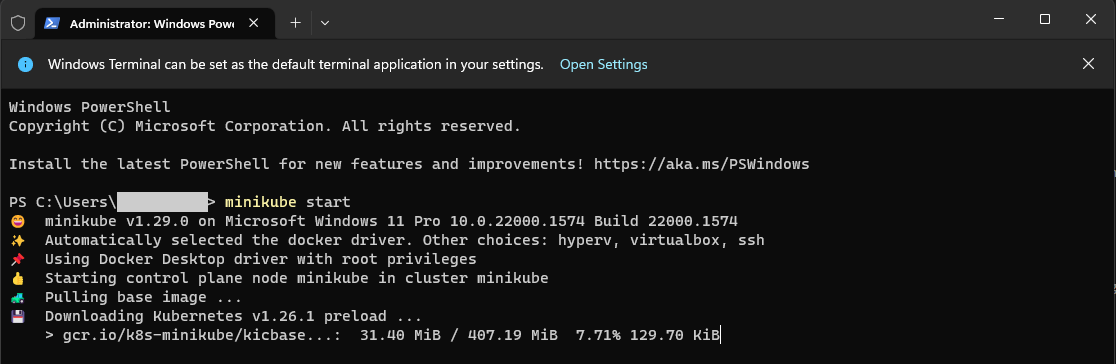 Administrator: Windows Pow
Windows Terminal can be set as the default terminal application in your settings. Open Settings
Windows PowerShell
Copyright (C) Microsoft Corporation. All rights reserved.
Install the latest PowerShell for new features and improvements! https://aka.ms/PSWindows
PS C:\Users\> minikube start
minikube v1.29.0 on Microsoft Windows 11 Pro 10.0.22000.1574 Build 22000.1574
Automatically selected the docker driver. Other choices: hyperv, virtualbox, ssh
Using Docker Desktop driver with root privileges
Starting control plane node minikube in cluster minikube
Pulling base image ...
Downloading Kubernetes v1.26.1 preload ...
> gcr.io/k8s-minikube/kicbase...:  31.40 MiB / 407.19 MiB  7.71% 129.70 KiB